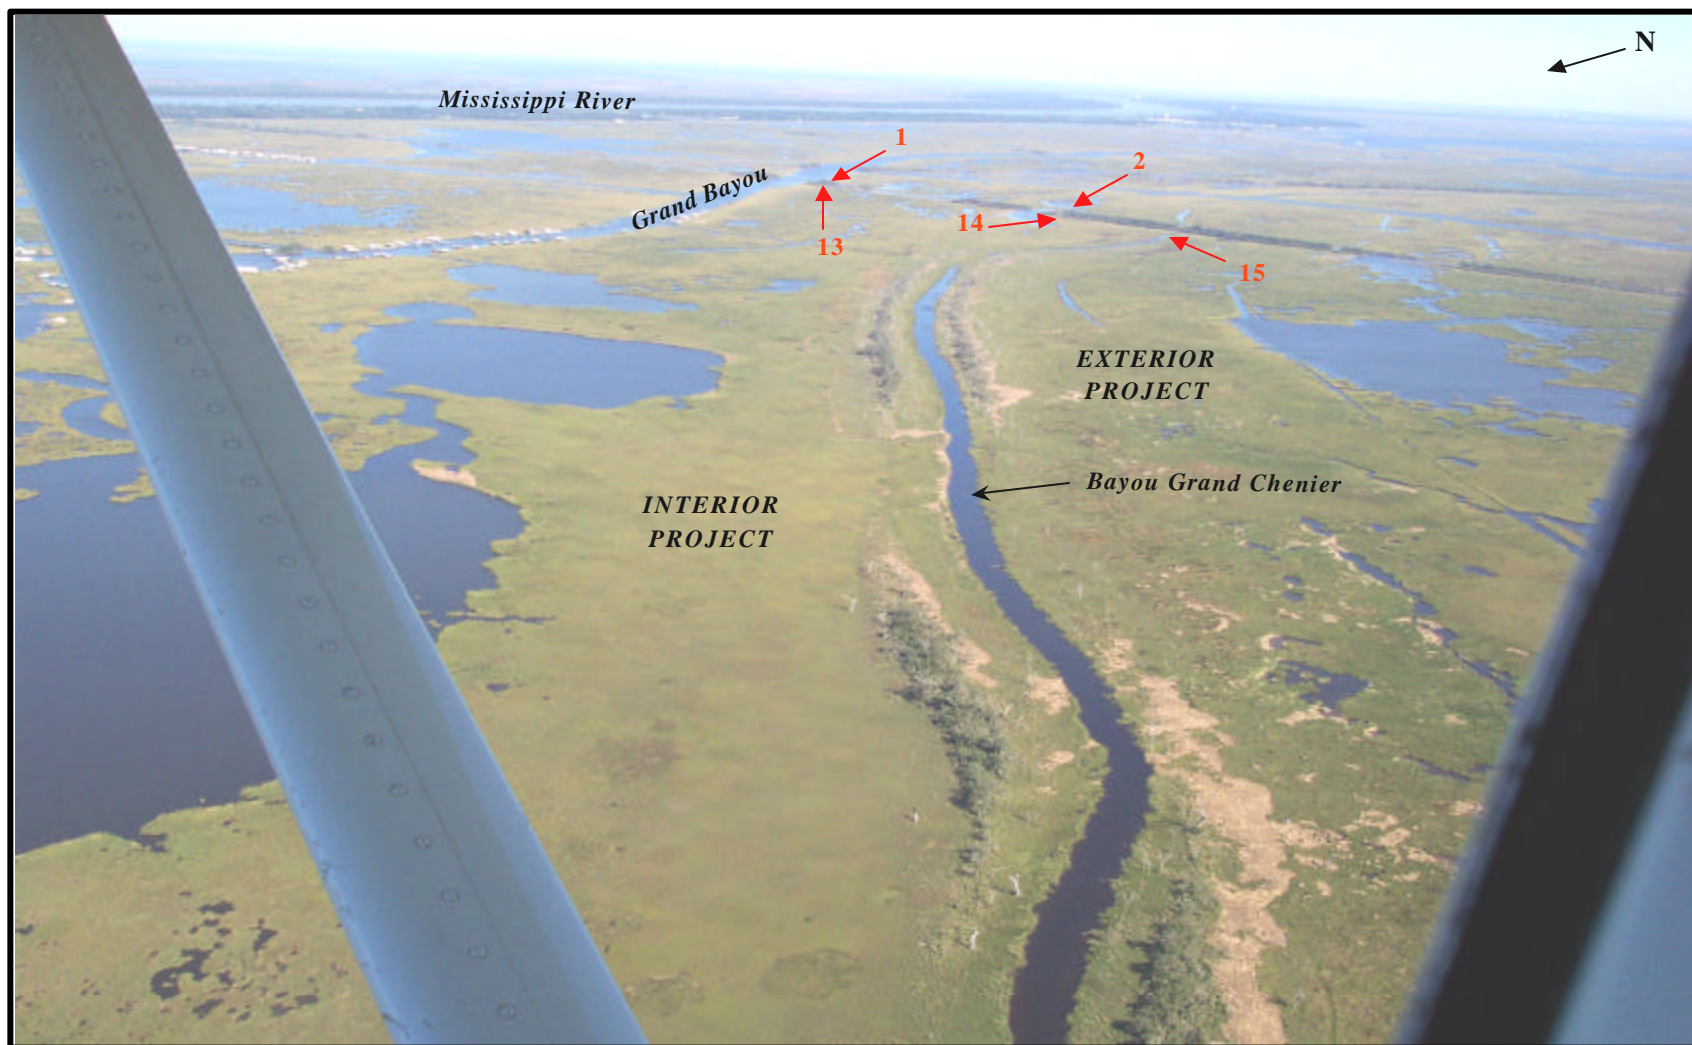 N
Mississippi River
1
2
Grand Bayou
14
13
15
EXTERIOR
PROJECT
Bayou Grand Chenier
INTERIOR
PROJECT